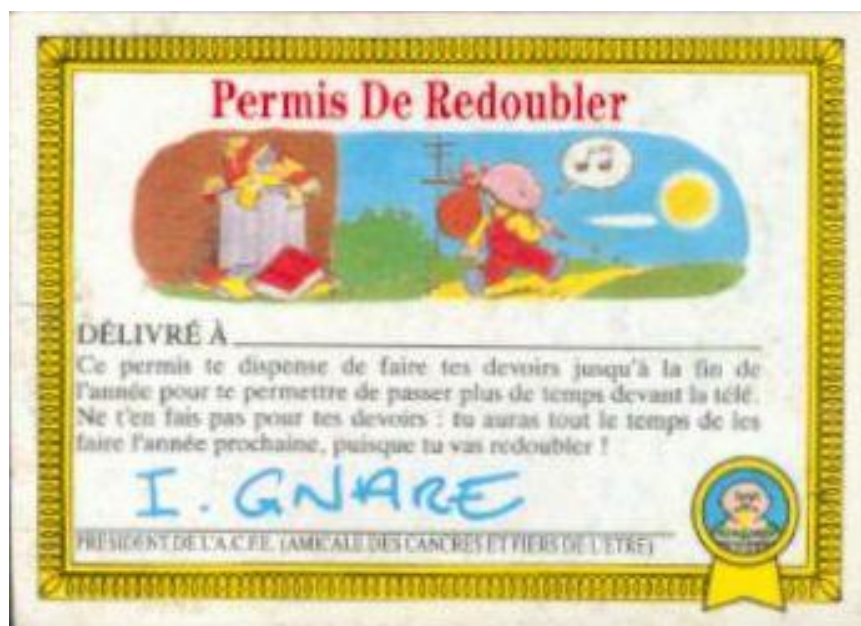 Permis De Redoubler
DÉLIVRÉ À
Ce permis te dispense de faire tes devoirs jusqu'à la fin de
l'année pour te permettre de passer plus de temps devant la télé.
Ne t'en fais pas pour tes devoirs : tu auras tout le temps de les
faire l'année prochaine, puisque tu vas redoubler !
I. GNARE
PRÉSIDENT DE L'A.C.F.E. (AMICALE DES CANCRES ET FIERS DE L'ETRE)